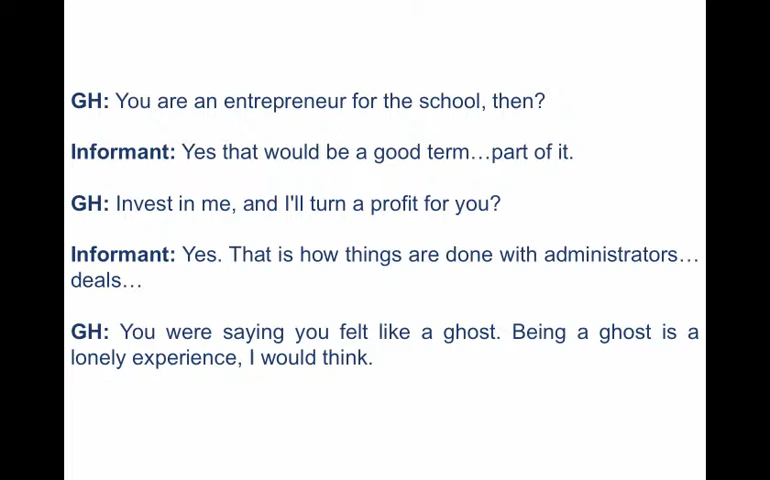 GH: You are an entrepreneur for the school, then?
Informant: Yes that would be a good term…part of it.
GH: Invest in me, and I'll turn a profit for you?
Informant: Yes. That is how things are done with administrators…
deals…
GH: You were saying you felt like a ghost. Being a ghost is a
lonely experience, I would think.